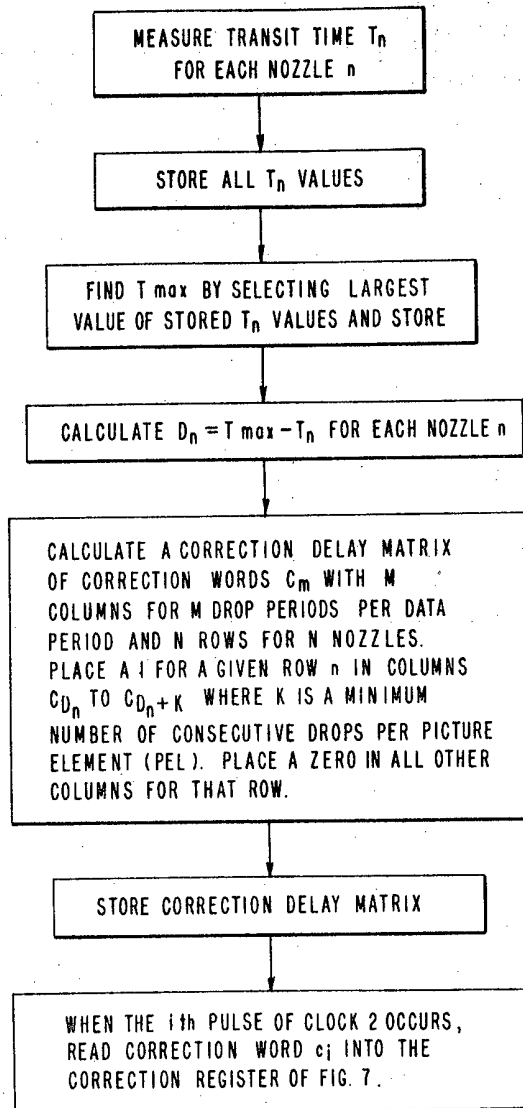 MEASURE TRANSIT TIME Tn
FOR EACH NOZZLE n
STORE ALL Tn VALUES
FIND T max BY SELECTING LARGEST
VALUE OF STORED Tn VALUES AND STORE
CALCULATE Dn = T max - Tn FOR EACH NOZZLE n
CALCULATE A CORRECTION DELAY MATRIX
OF CORRECTION WORDS Cm WITH M
COLUMNS FOR M DROP PERIODS PER DATA
PERIOD AND N ROWS FOR N NOZZLES.
PLACE A 1 FOR A GIVEN ROW n IN COLUMNS
CDn TO CDn+K WHERE K IS A MINIMUM
NUMBER OF CONSECUTIVE DROPS PER PICTURE
ELEMENT (PEL). PLACE A ZERO IN ALL OTHER
COLUMNS FOR THAT ROW.
STORE CORRECTION DELAY MATRIX
WHEN THE ith PULSE OF CLOCK 2 OCCURS,
READ CORRECTION WORD ci INTO THE
CORRECTION REGISTER OF FIG. 7.